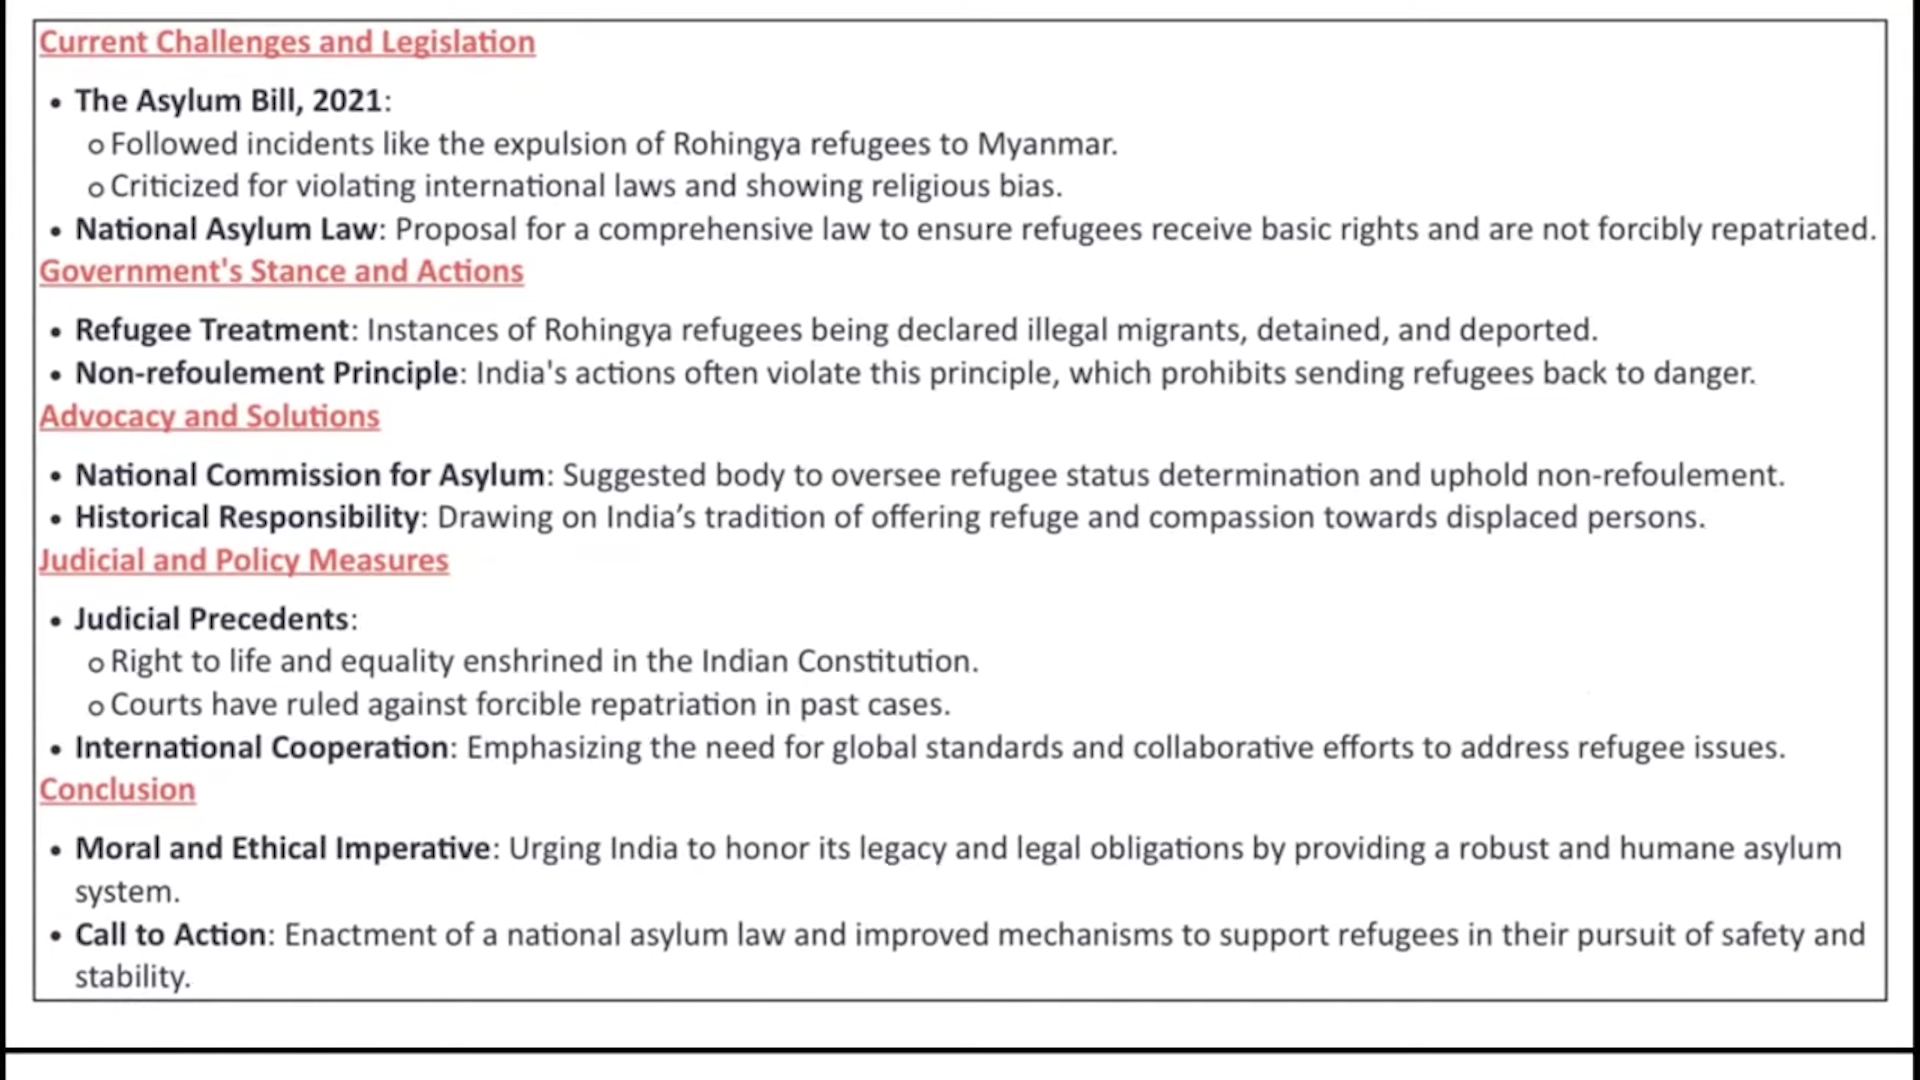 Current Challenges and Legislation
• The Asylum Bill, 2021:
o Followed incidents like the expulsion of Rohingya refugees to Myanmar.
o Criticized for violating international laws and showing religious bias.
• National Asylum Law: Proposal for a comprehensive law to ensure refugees receive basic rights and are not forcibly repatriated.
Government's Stance and Actions
• Refugee Treatment: Instances of Rohingya refugees being declared illegal migrants, detained, and deported.
• Non-refoulement Principle: India's actions often violate this principle, which prohibits sending refugees back to danger.
Advocacy and Solutions
• National Commission for Asylum: Suggested body to oversee refugee status determination and uphold non-refoulement.
• Historical Responsibility: Drawing on India’s tradition of offering refuge and compassion towards displaced persons.
Judicial and Policy Measures
• Judicial Precedents:
o Right to life and equality enshrined in the Indian Constitution.
o Courts have ruled against forcible repatriation in past cases.
• International Cooperation: Emphasizing the need for global standards and collaborative efforts to address refugee issues.
Conclusion
• Moral and Ethical Imperative: Urging India to honor its legacy and legal obligations by providing a robust and humane asylum
system.
• Call to Action: Enactment of a national asylum law and improved mechanisms to support refugees in their pursuit of safety and
stability.